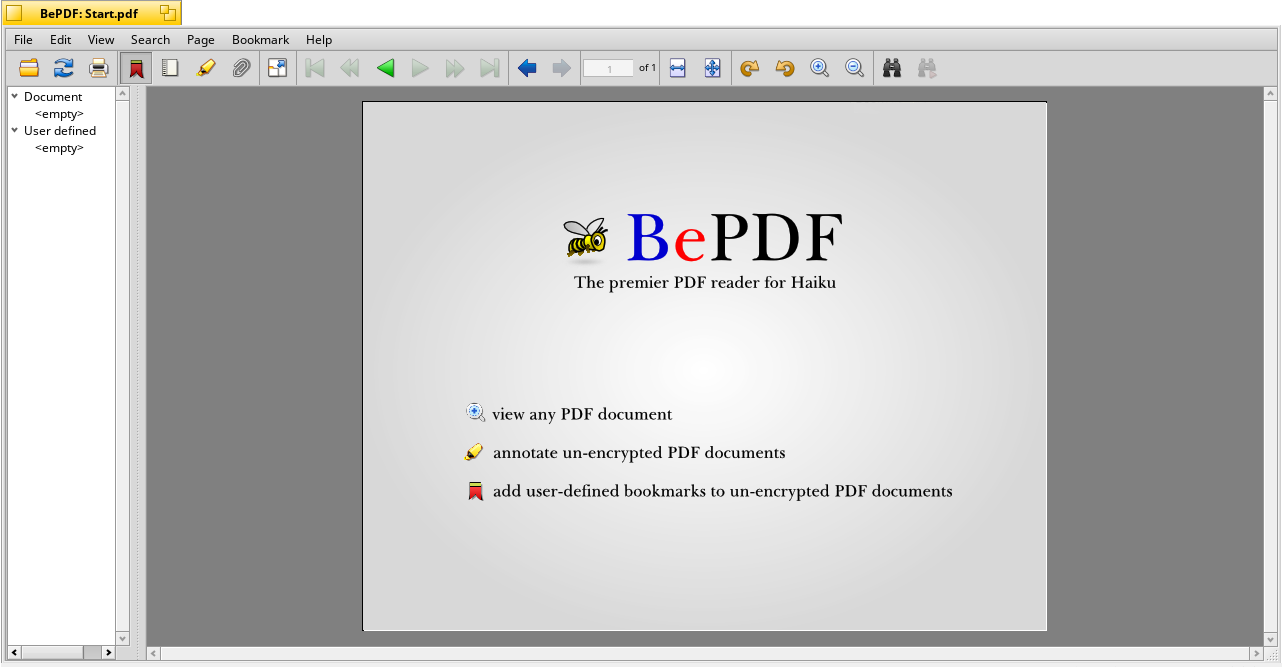 BePDF: Start.pdf
File Edit View Search Page Bookmark Help
1 of 1
Document
<empty>
User defined
<empty>
BePDF
The premier PDF reader for Haiku
view any PDF document
annotate un-encrypted PDF documents
add user-defined bookmarks to un-encrypted PDF documents